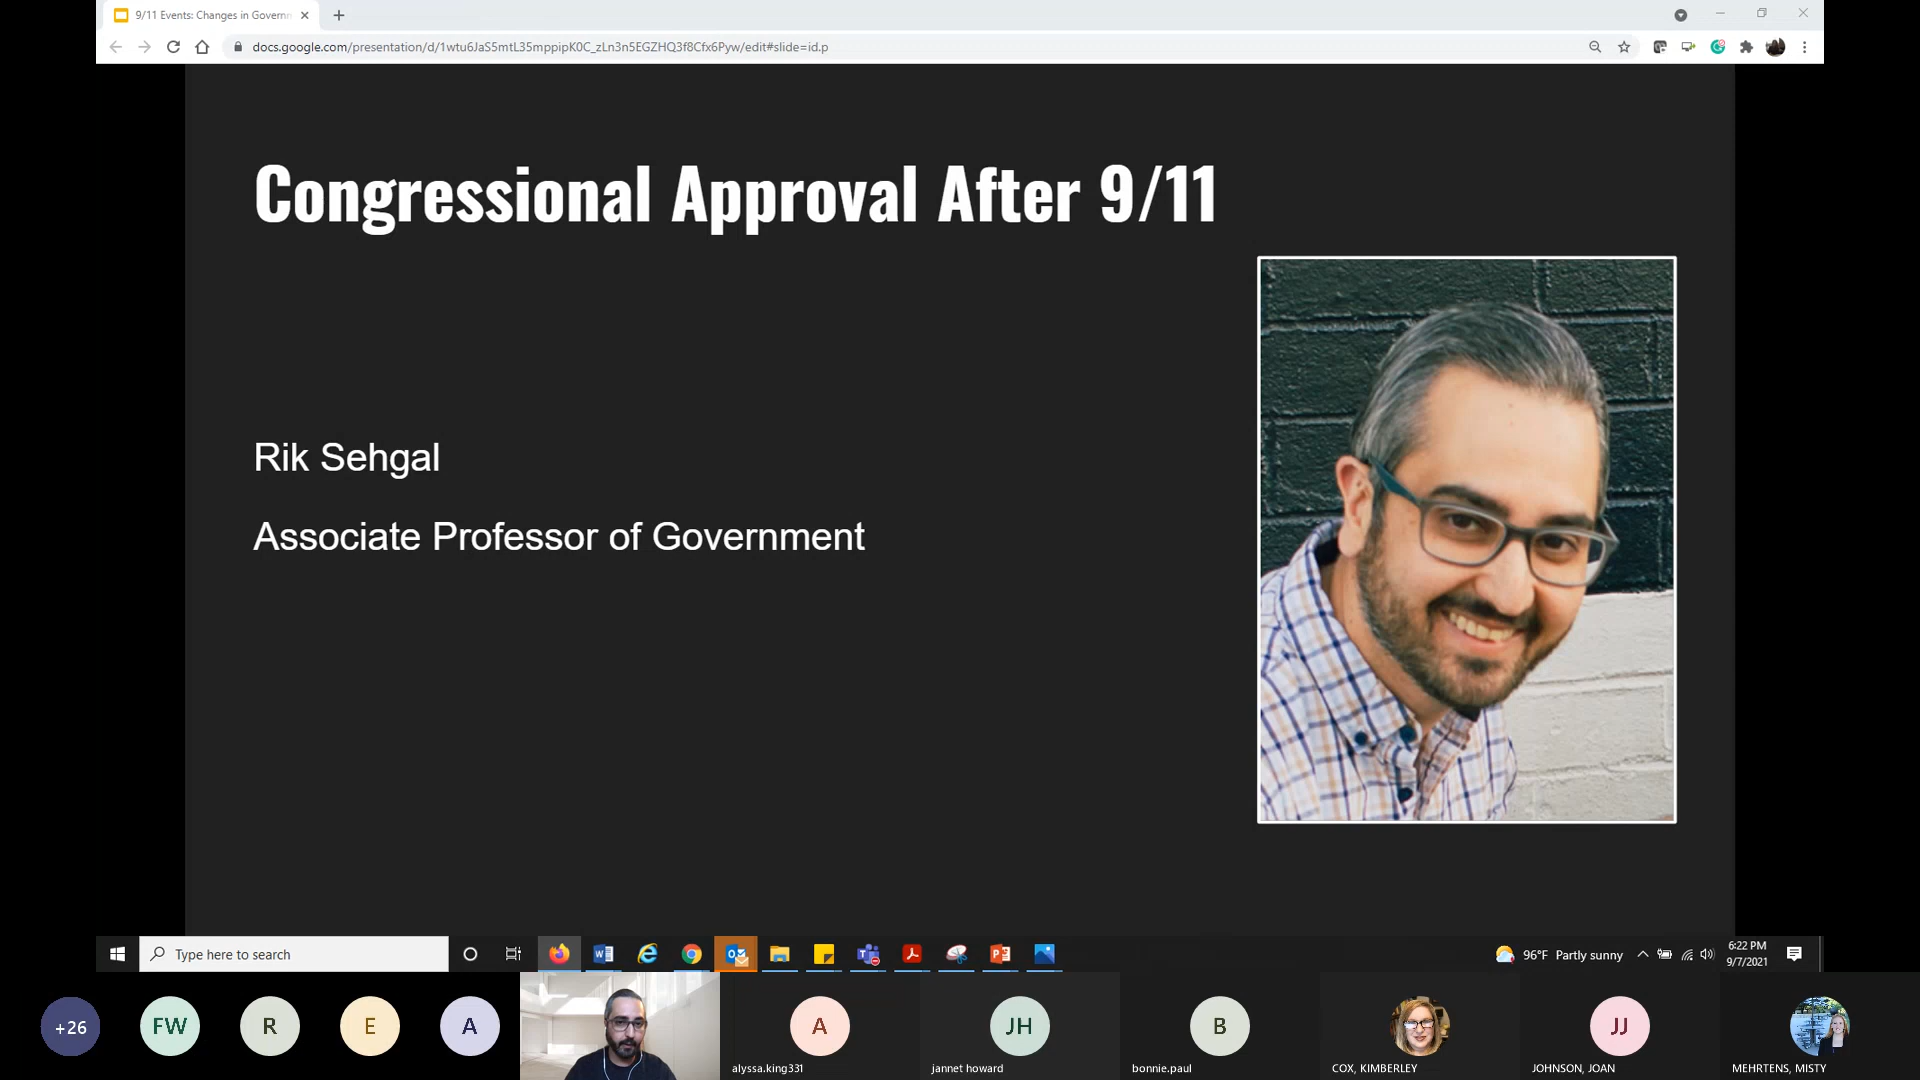 9/11 Events: Changes in Governm
docs.google.com/presentation/d/1wtu6JaS5mtL35mppipK0C_zLn3n5EGZHQ3f8Cfx6Pyw/edit#slide=id.p
Congressional Approval After 9/11
Rik Sehgal
Associate Professor of Government
Type here to search
96°F Partly sunny
6:22 PM
9/7/2021
+26
FW
R
E
A
A
JH
B
JJ
alyssa.king331
jannet howard
bonnie.paul
COX, KIMBERLEY
JOHNSON, JOAN
MEHRTENS, MISTY